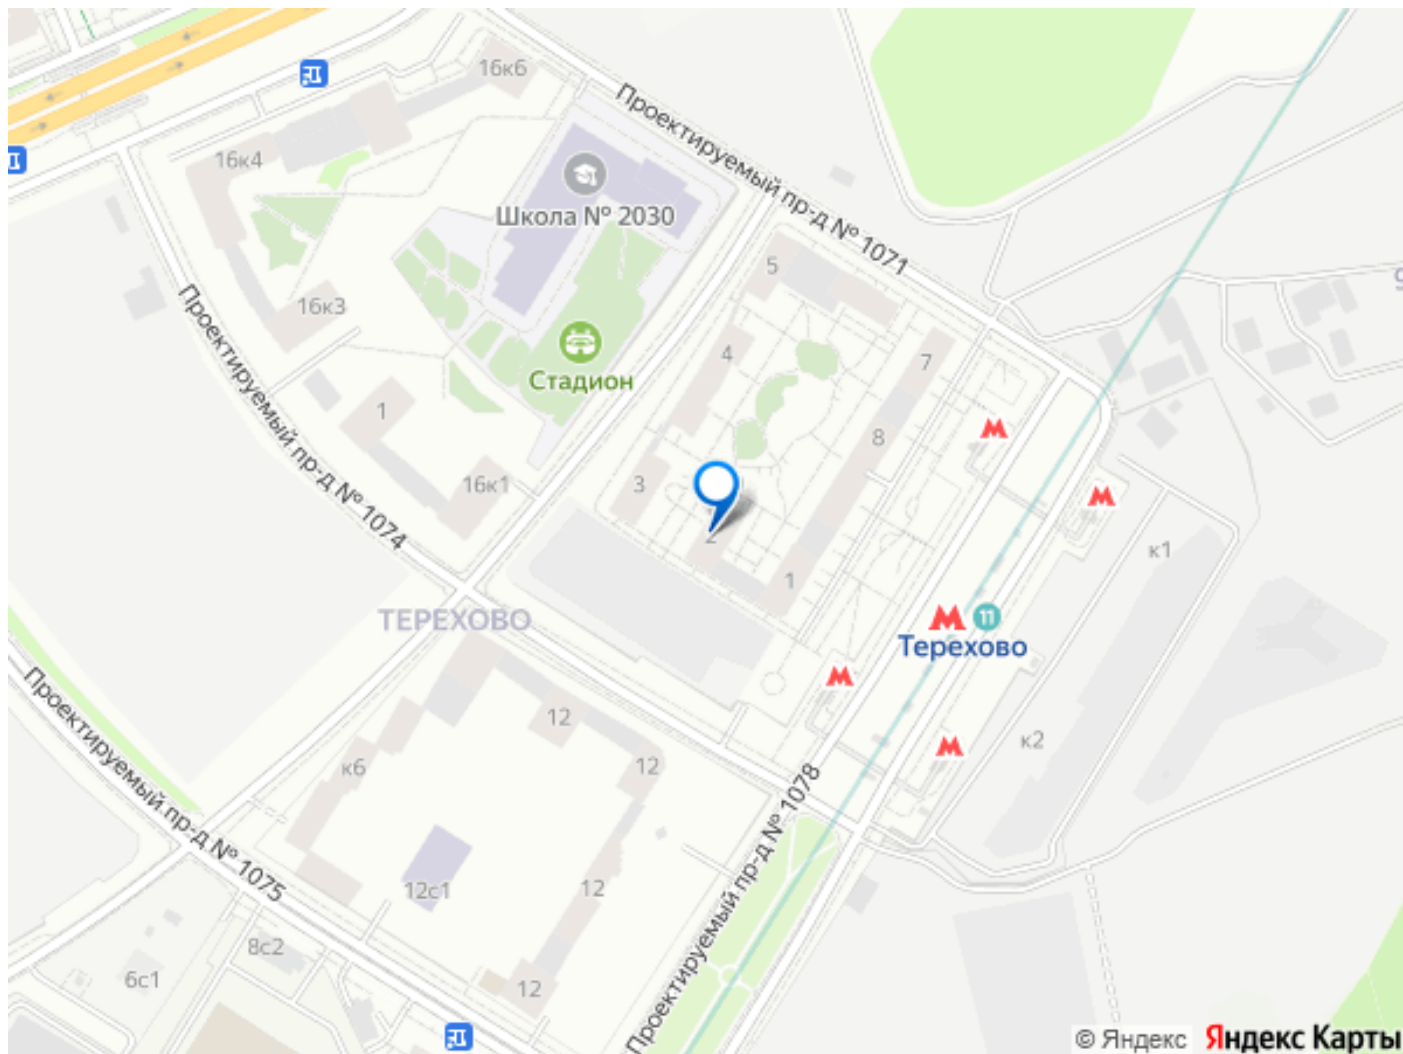 16к6
Проектируемый пр-д № 1071
16к4
Школа № 2030
5
16к3
4
7
Стадион
Проектируемый пр-д № 1074
1
8
М
16к1
3
М
2
к1
1
ТЕРЕХОВО
М
11
Терехово
М
Проектируемый пр-д № 1075
12
к6
12
к2
М
Проектируемый пр-д № 1078
12с1
12
8с2
6с1
12
© Яндекс Яндекс Карты